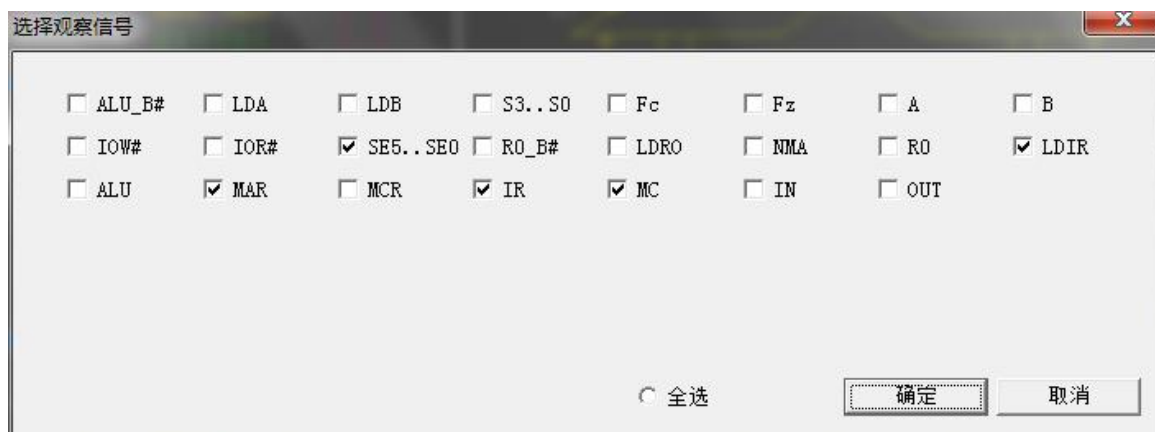 选择观察信号
ALU_B# LDA LDB S3..S0 Fc Fz A B
IOW# IOR# SE5..SE0 R0_B# LDR0 NMA R0 LDIR
ALU MAR MCR IR MC IN OUT
全选 确定 取消